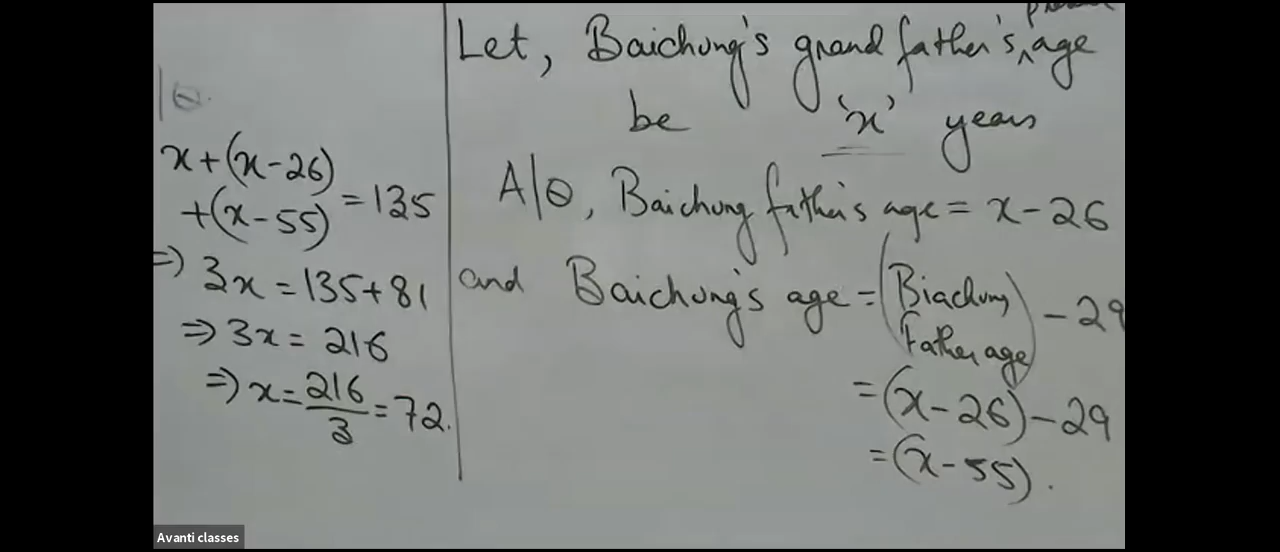 Let, Baichung's grand father's ^ age
be 'x' years
A/Q, Baichung father's age = x - 26
and Baichung's age = (Biachung Father age) - 29
= (x - 26) - 29
= (x - 55).
A/Q.
x + (x - 26)
+ (x - 55) = 135
=> 3x = 135 + 81
=> 3x = 216
=> x = 216/3 = 72.
Avanti classes